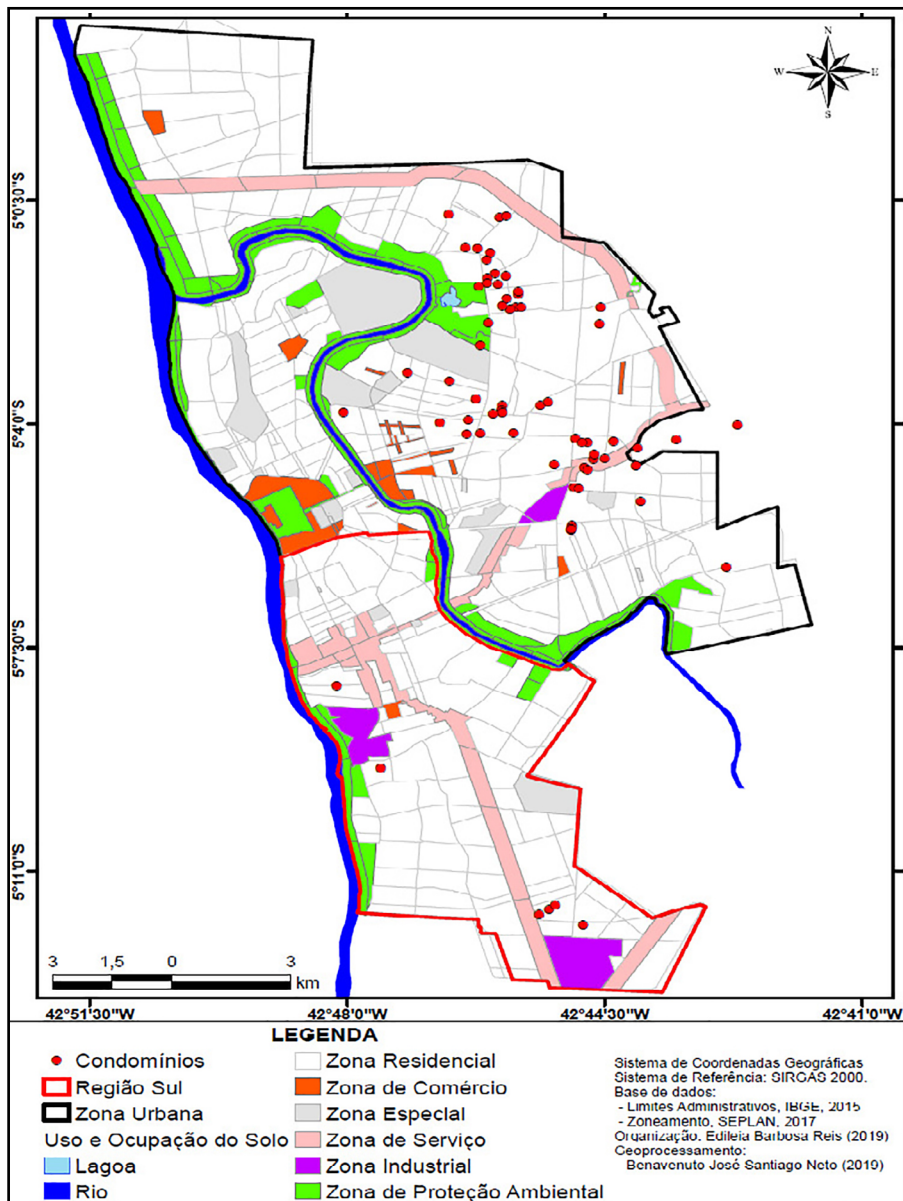 N
W E
S
5°0'30"S
5°4'0"S
5°7'30"S
5°11'0"S
3 1,5 0 3
km
42°51'30"W 42°48'0"W 42°44'30"W 42°41'0"W
LEGENDA
Condomínios
Região Sul
Zona Urbana
Uso e Ocupação do Solo
Lagoa
Rio
Zona Residencial
Zona de Comércio
Zona Especial
Zona de Serviço
Zona Industrial
Zona de Proteção Ambiental
Sistema de Coordenadas Geográficas
Sistema de Referência: SIRGAS 2000.
Base de dados:
- Limites Administrativos, IBGE, 2015
- Zoneamento, SEPLAN, 2017
Organização: Edileia Barbosa Reis (2019)
Geoprocessamento:
Benavenuto José Santiago Neto (2019)